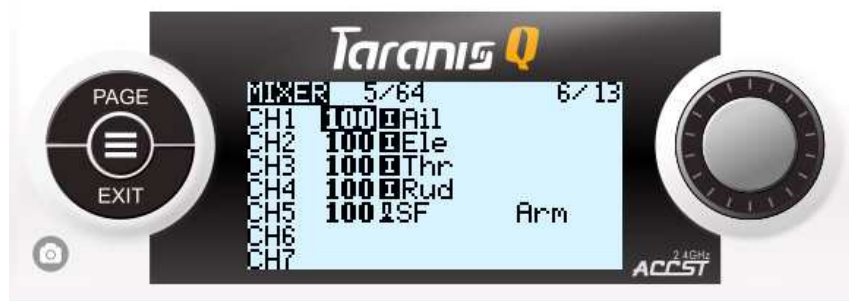 Taranis Q
PAGE
EXIT
MIXER 5/64 6/13
CH1 100 I Ail
CH2 100 I Ele
CH3 100 I Thr
CH4 100 I Rud
CH5 100 SF Arm
CH6
CH7
2.4GHz
ACCST